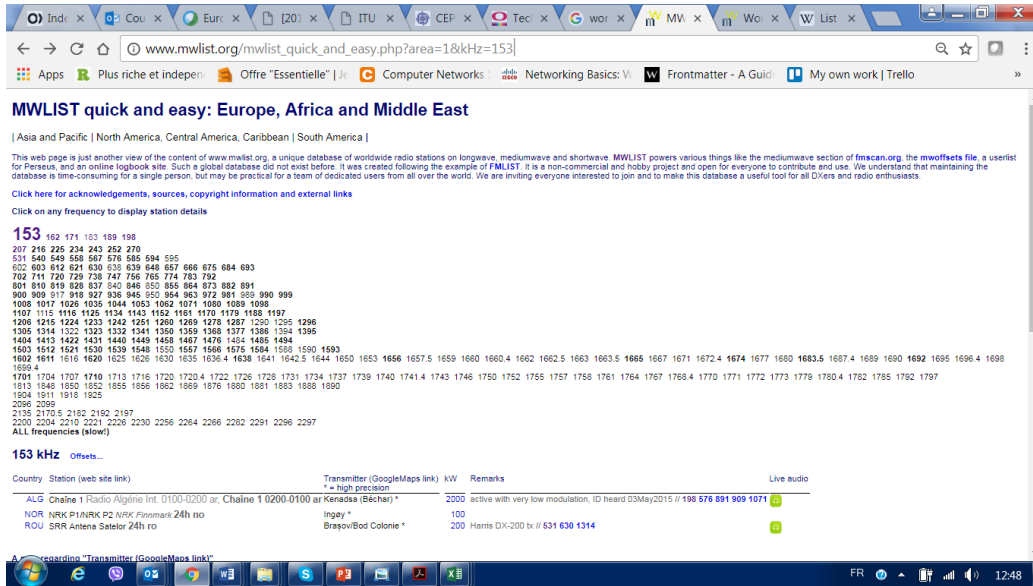 Inde
Cou
Euro
[201
ITU
CEP
Tecl
wor
MW
Wor
List
www.mwlist.org/mwlist_quick_and_easy.php?area=1&kHz=153
Apps Plus riche et indepen Offre "Essentielle" | Je Computer Networks Networking Basics: W Frontmatter - A Guid My own work | Trello »
MWLIST quick and easy: Europe, Africa and Middle East
| Asia and Pacific | North America, Central America, Caribbean | South America |
This web page is just another view of the content of www.mwlist.org, a unique database of worldwide radio stations on longwave, mediumwave and shortwave. MWLIST powers various things like the mediumwave section of fmscan.org, the mwoffsets file, a userlist
for Perseus, and an online logbook site. Such a global database did not exist before. It was created following the example of FMLIST. It is a non-commercial and hobby project and open for everyone to contribute and use. We understand that maintaining the
database is time-consuming for a single person, but may be practical for a team of dedicated users from all over the world. We are inviting everyone interested to join and to make this database a useful tool for all DXers and radio enthusiasts.
Click here for acknowledgements, sources, copyright information and external links
Click on any frequency to display station details
153 162 171 183 189 198
207 216 225 234 243 252 270
531 540 549 558 567 576 585 594 595
602 603 612 621 630 638 639 648 657 666 675 684 693
702 711 720 729 738 747 756 765 774 783 792
801 810 819 828 837 840 846 850 855 864 873 882 891
900 909 917 918 927 936 945 950 954 963 972 981 989 990 999
1008 1017 1026 1035 1044 1053 1062 1071 1080 1089 1098
1107 1115 1116 1125 1134 1143 1152 1161 1170 1179 1188 1197
1206 1215 1224 1233 1242 1251 1260 1269 1278 1287 1290 1295 1296
1305 1314 1322 1323 1332 1341 1350 1359 1368 1377 1386 1394 1395
1404 1413 1422 1431 1440 1449 1458 1467 1476 1484 1485 1494
1503 1512 1521 1530 1539 1548 1550 1557 1566 1575 1584 1588 1590 1593
1602 1611 1616 1620 1625 1626 1630 1635 1636.4 1638 1641 1642.5 1644 1650 1653 1656 1657.5 1659 1660 1660.4 1662 1662.5 1663 1663.5 1665 1667 1671 1672.4 1674 1677 1680 1683.5 1687.4 1689 1690 1692 1695 1696.4 1698
1699.4
1701 1704 1707 1710 1713 1716 1720 1720.4 1722 1726 1728 1731 1734 1737 1739 1740 1741.4 1743 1746 1750 1752 1755 1757 1758 1761 1764 1767 1768.4 1770 1771 1772 1773 1779 1780.4 1782 1785 1792 1797
1813 1848 1850 1852 1855 1856 1862 1869 1876 1880 1881 1883 1888 1890
1904 1911 1918 1925
2096 2099
2135 2170.5 2182 2192 2197
2200 2204 2210 2221 2226 2230 2256 2264 2266 2282 2291 2296 2297
ALL frequencies (slow!)
153 kHz Offsets...
Country Station (web site link) Transmitter (GoogleMaps link) kW Remarks Live audio
* = high precision
ALG Chaîne 1 Radio Algérie Int. 0100-0200 ar, Chaine 1 0200-0100 ar Kenadsa (Béchar) * 2000 active with very low modulation, ID heard 03May2015 // 198 576 891 909 1071
NOR NRK P1/NRK P2 NRK Finnmark 24h no Ingøy * 100
ROU SRR Antena Satelor 24h ro Brașov/Bod Colonie * 200 Harris DX-200 tx // 531 630 1314
regarding "Transmitter (GoogleMaps link)"
FR 12:48